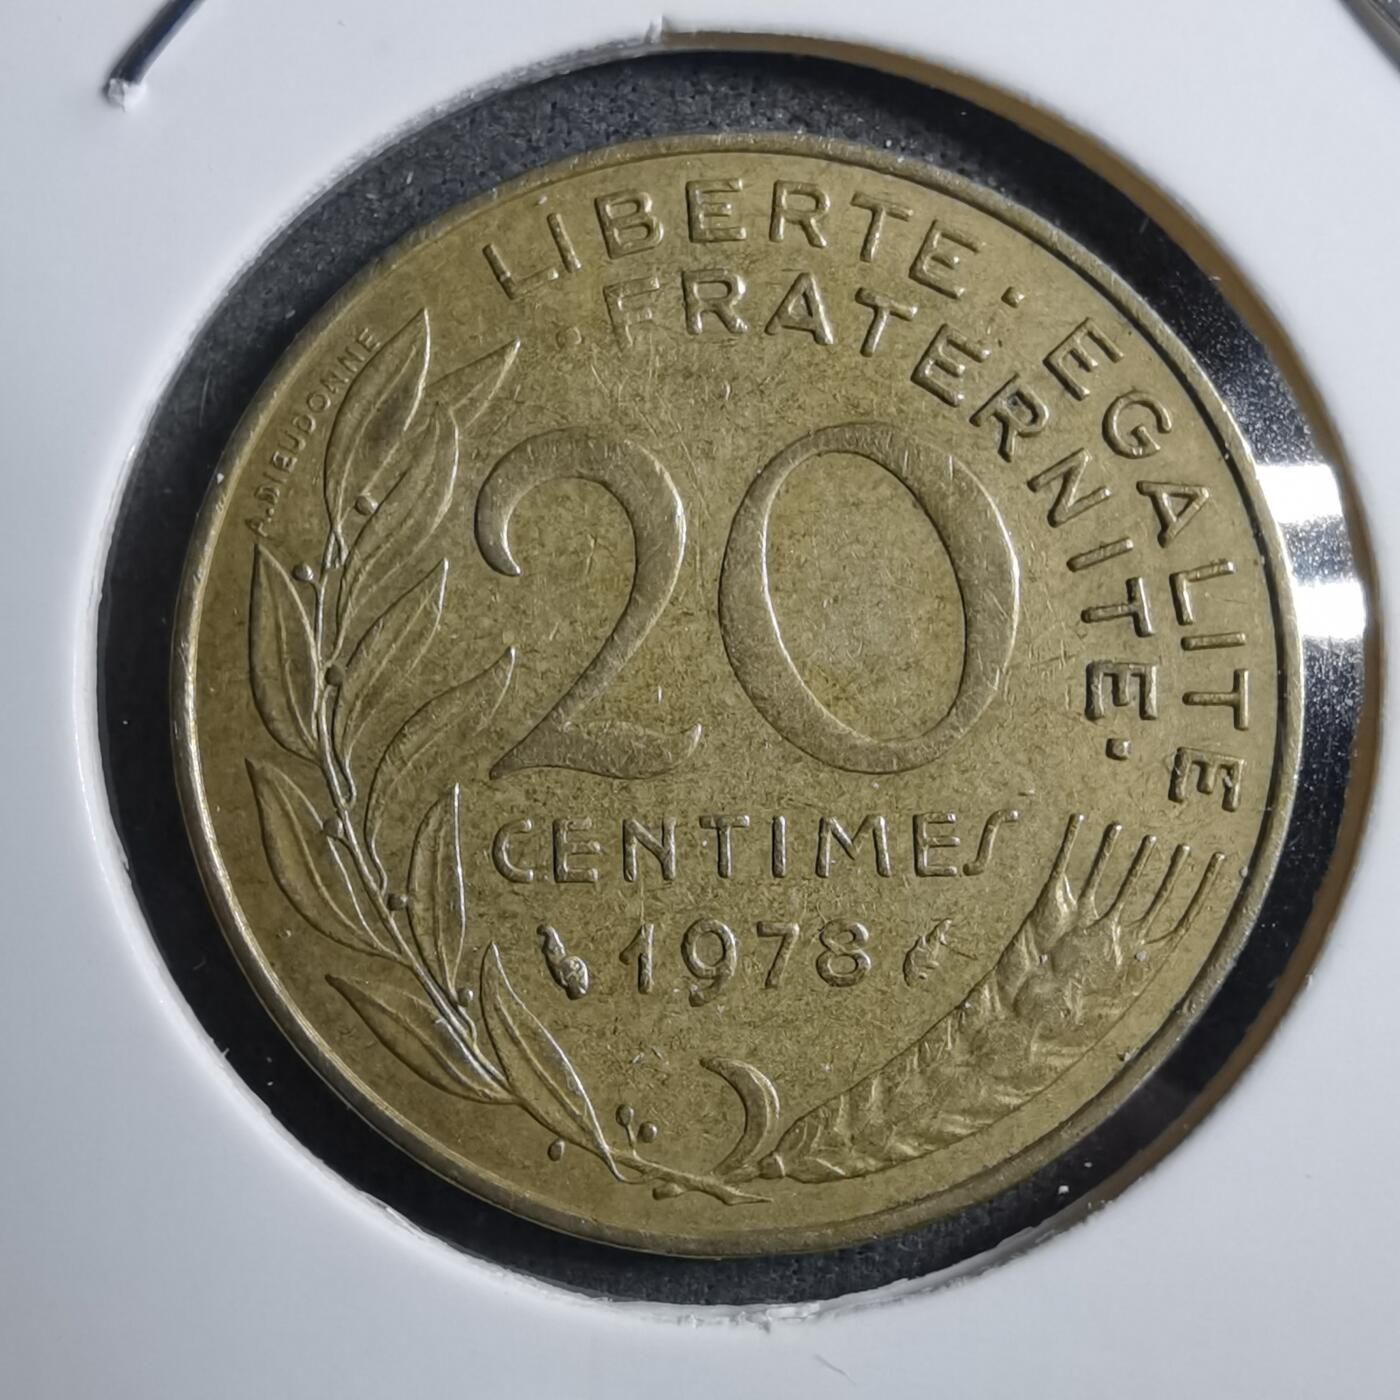 LIBERTE · EGALITE
· FRATERNITE ·
A.DIEUDONNE
20
CENTIMES
1978